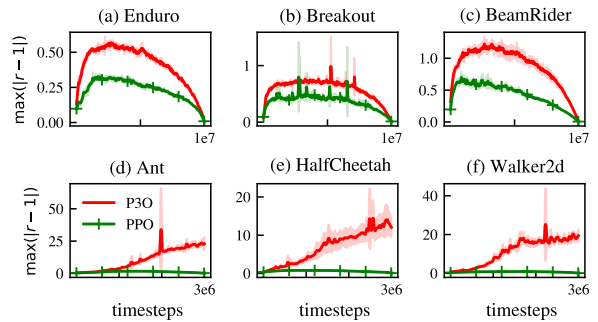 (a) Enduro
(b) Breakout
(c) BeamRider
max(|r − 1|)
0.50
0.25
0.00
1
0
1.0
0.5
0.0
1e7
1e7
1e7
(d) Ant
(e) HalfCheetah
(f) Walker2d
max(|r − 1|)
50
25
0
P3O
PPO
20
10
0
40
20
0
3e6
3e6
3e6
timesteps
timesteps
timesteps